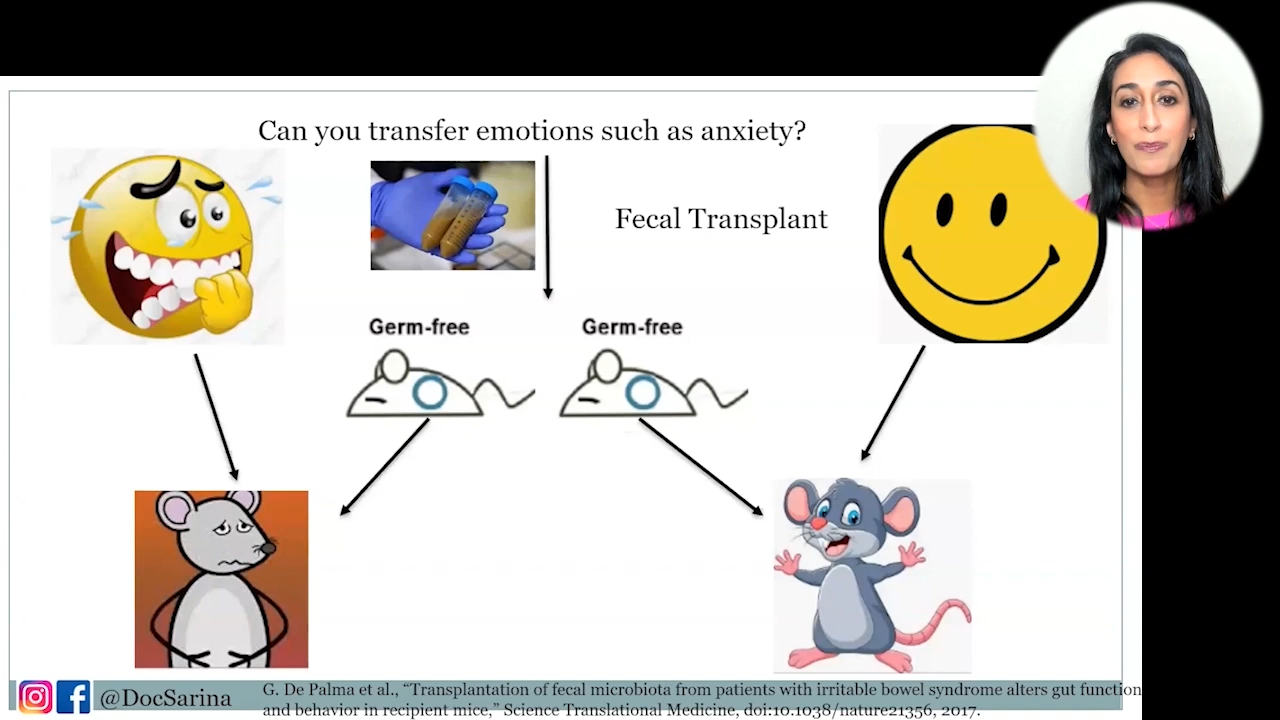 Can you transfer emotions such as anxiety?
Fecal Transplant
Germ-free
Germ-free
@DocSarina
G. De Palma et al., “Transplantation of fecal microbiota from patients with irritable bowel syndrome alters gut function
and behavior in recipient mice,” Science Translational Medicine, doi:10.1038/nature21356, 2017.